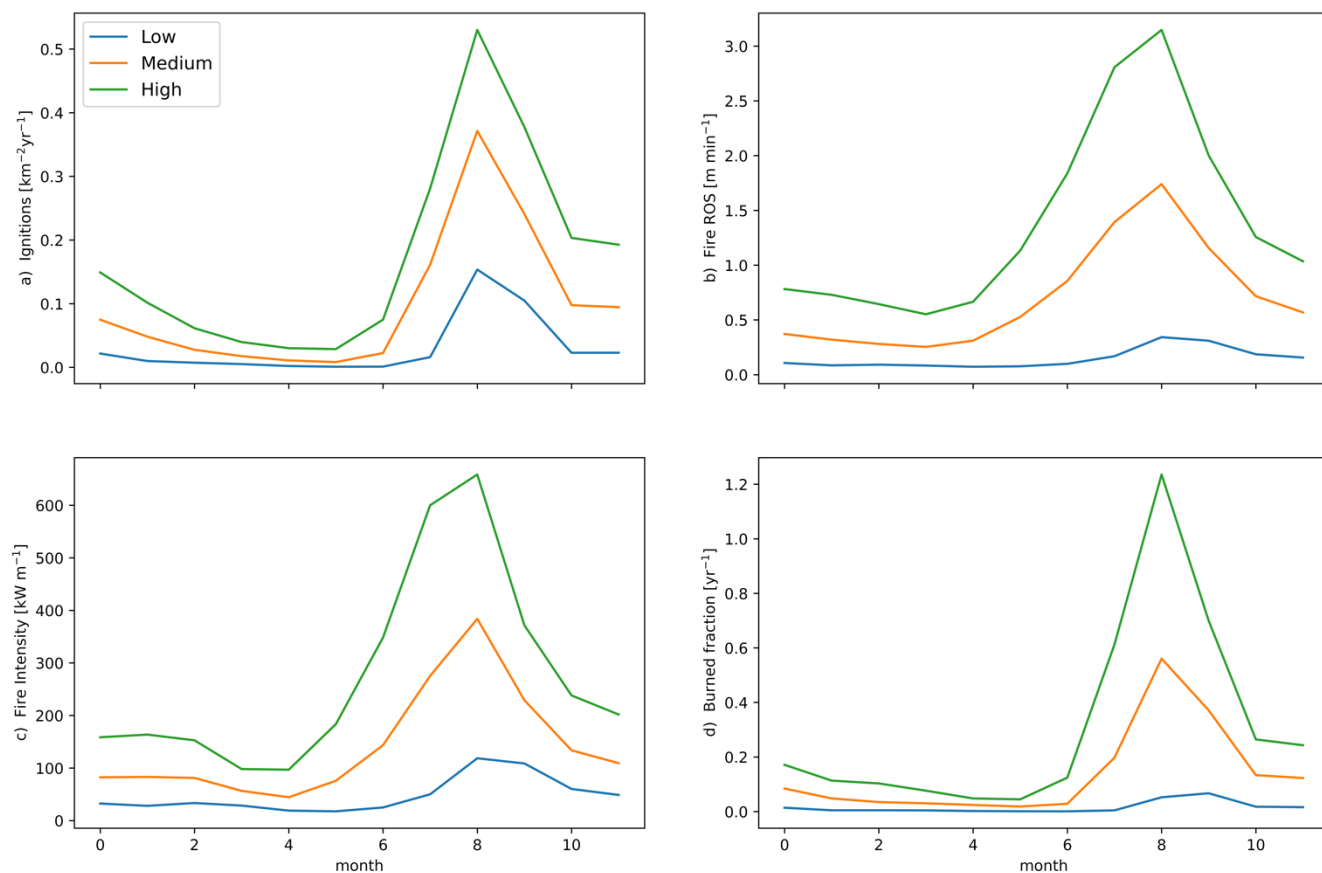 a)  Ignitions [km⁻²yr⁻¹]
0.5
0.4
0.3
0.2
0.1
0.0
Low
Medium
High
b)  Fire ROS [m min⁻¹]
3.0
2.5
2.0
1.5
1.0
0.5
0.0
c)  Fire Intensity [kW m⁻¹]
600
500
400
300
200
100
0
0 2 4 6 8 10
month
d)  Burned fraction [yr⁻¹]
1.2
1.0
0.8
0.6
0.4
0.2
0.0
0 2 4 6 8 10
month